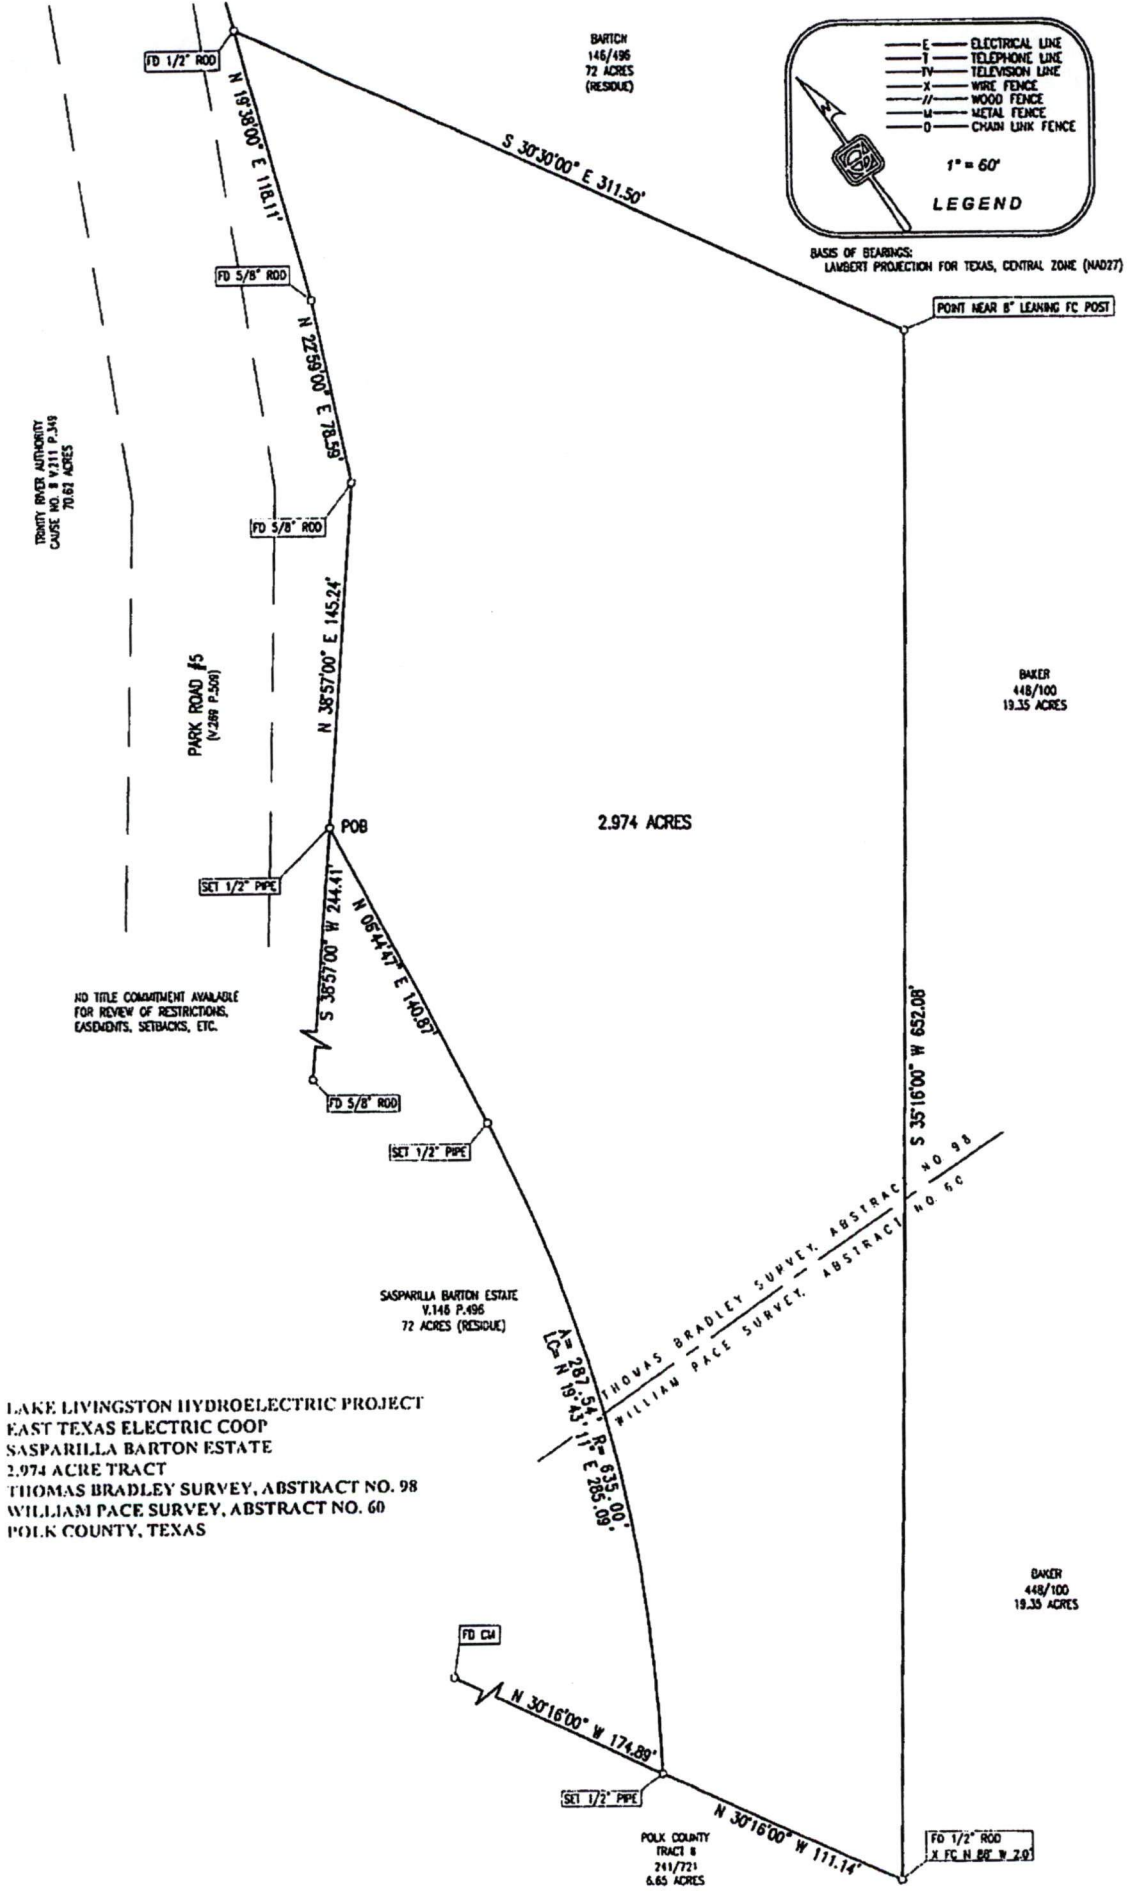 BARTON
146/496
72 ACRES
(RESIDUE)
E ELECTRICAL LINE
T TELEPHONE LINE
TV TELEVISION LINE
X WIRE FENCE
// WOOD FENCE
M METAL FENCE
O CHAIN LINK FENCE
N
1" = 60'
LEGEND
BASIS OF BEARINGS:
LAMBERT PROJECTION FOR TEXAS, CENTRAL ZONE (NAD27)
FD 1/2" ROD
N 19°38'00" E 118.11'
S 30°30'00" E 311.50'
FD 5/8" ROD
POINT NEAR 8" LEANING FC POST
N 22°59'00" E 78.59'
TRINITY RIVER AUTHORITY
CAUSE NO. 8 V.211 P.349
70.62 ACRES
FD 5/8" ROD
N 38°57'00" E 145.24'
PARK ROAD #5
(V.269 P.509)
BAKER
448/100
19.35 ACRES
2.974 ACRES
POB
SET 1/2" PIPE
S 38°57'00" W 244.41'
N 06°44'47" E 140.87'
NO TITLE COMMITMENT AVAILABLE
FOR REVIEW OF RESTRICTIONS,
EASEMENTS, SETBACKS, ETC.
S 35°16'00" W 652.08'
FD 5/8" ROD
SET 1/2" PIPE
THOMAS BRADLEY SURVEY, ABSTRACT NO 98
WILLIAM PACE SURVEY, ABSTRACT NO. 60
SASPARILLA BARTON ESTATE
V.146 P.496
72 ACRES (RESIDUE)
A= 287.54' R= 635.00'
LC= N 19°43'11" E 285.09'
LAKE LIVINGSTON HYDROELECTRIC PROJECT
EAST TEXAS ELECTRIC COOP
SASPARILLA BARTON ESTATE
2.974 ACRE TRACT
THOMAS BRADLEY SURVEY, ABSTRACT NO. 98
WILLIAM PACE SURVEY, ABSTRACT NO. 60
POLK COUNTY, TEXAS
BAKER
448/100
19.35 ACRES
FD CM
N 30°16'00" W 174.89'
SET 1/2" PIPE
N 30°16'00" W 111.14'
POLK COUNTY
TRACT 8
241/721
6.65 ACRES
FD 1/2" ROD
X FC N 88° W 2.0'